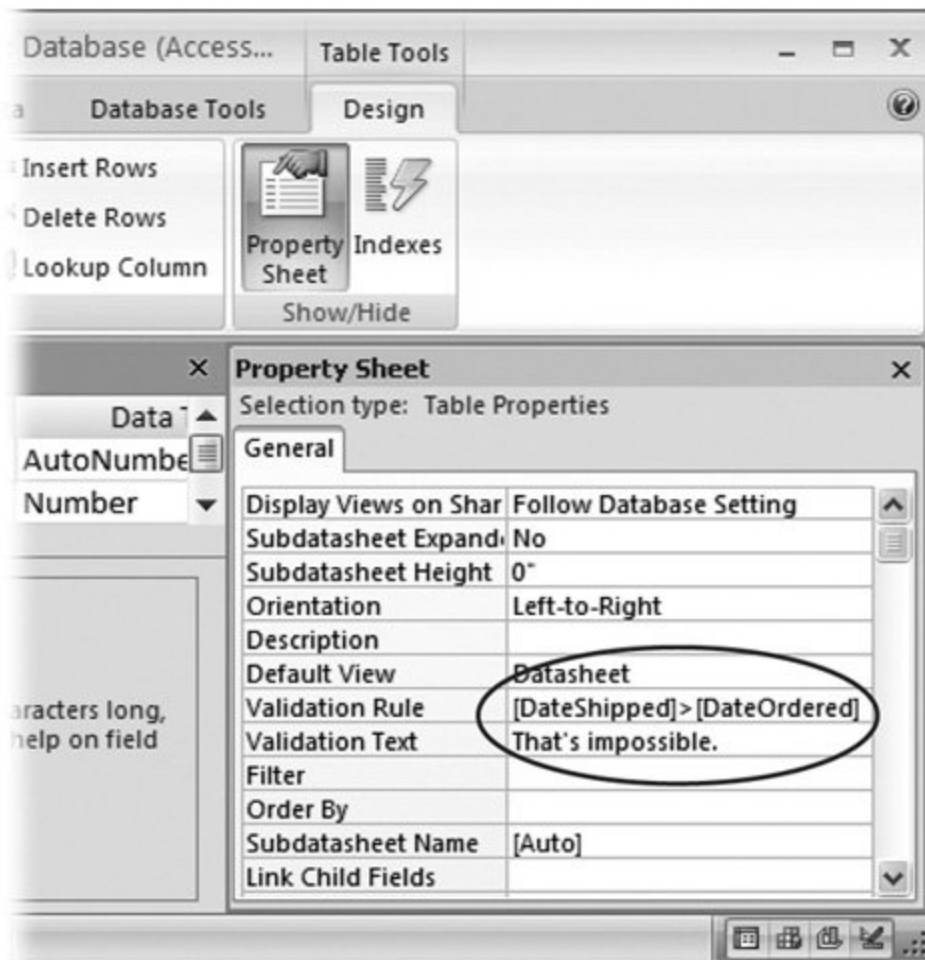 Database (Access...
Table Tools
Database Tools
Design
Insert Rows
Delete Rows
Lookup Column
Property Sheet
Indexes
Show/Hide
Data
AutoNumbe
Number
aracters long,
help on field
Property Sheet
Selection type: Table Properties
General
Display Views on Shar Follow Database Setting
Subdatasheet Expand No
Subdatasheet Height 0"
Orientation Left-to-Right
Description
Default View Datasheet
Validation Rule [DateShipped]>[DateOrdered]
Validation Text That's impossible.
Filter
Order By
Subdatasheet Name [Auto]
Link Child Fields